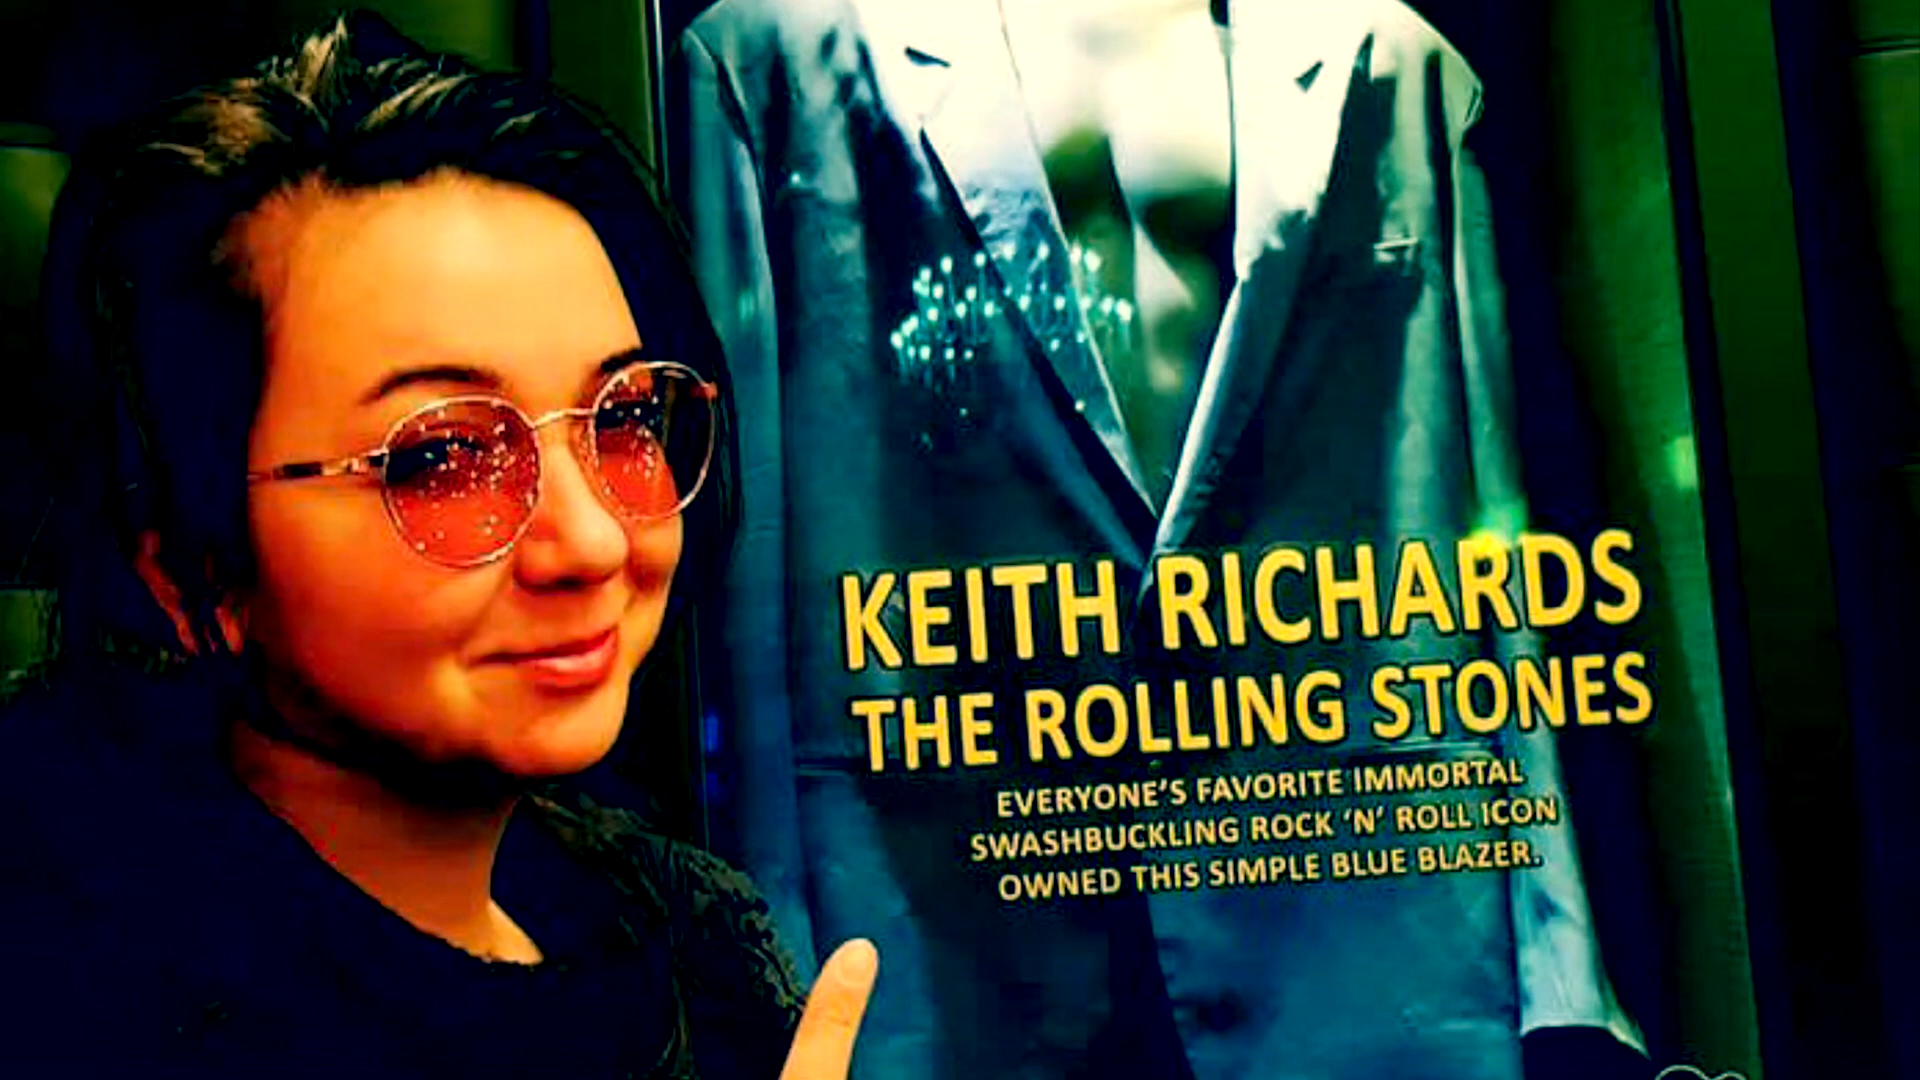 KEITH RICHARDS
THE ROLLING STONES
EVERYONE'S FAVORITE IMMORTAL
SWASHBUCKLING ROCK 'N' ROLL ICON
OWNED THIS SIMPLE BLUE BLAZER.